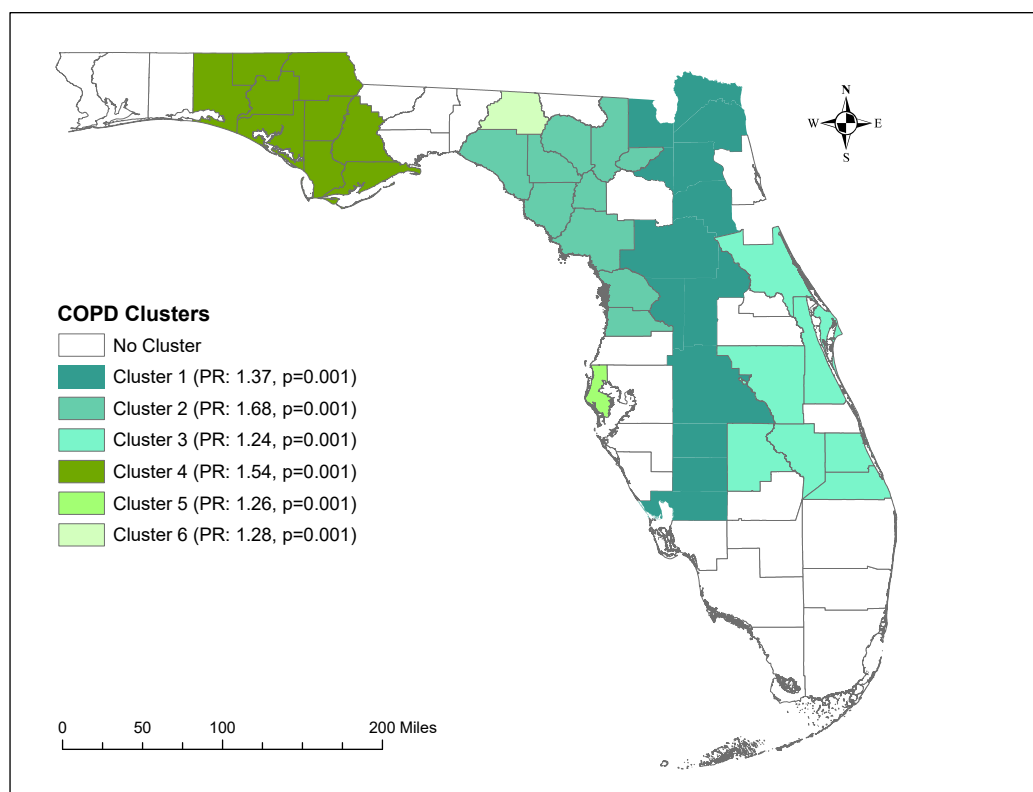 N
W E
S
COPD Clusters
No Cluster
Cluster 1 (PR: 1.37, p=0.001)
Cluster 2 (PR: 1.68, p=0.001)
Cluster 3 (PR: 1.24, p=0.001)
Cluster 4 (PR: 1.54, p=0.001)
Cluster 5 (PR: 1.26, p=0.001)
Cluster 6 (PR: 1.28, p=0.001)
0 50 100 200 Miles